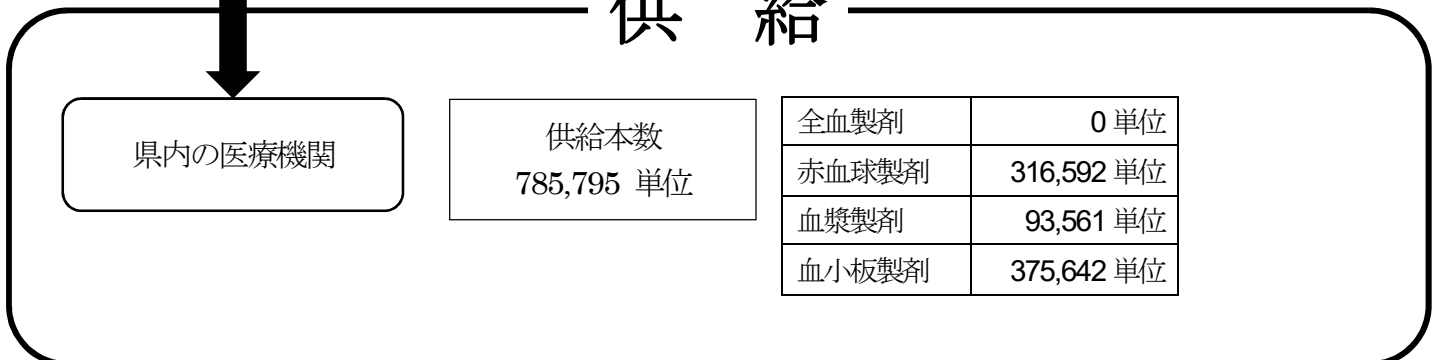 供 給
県内の医療機関
供給本数
785,795 単位
全血製剤 0 単位
赤血球製剤 316,592 単位
血漿製剤 93,561 単位
血小板製剤 375,642 単位